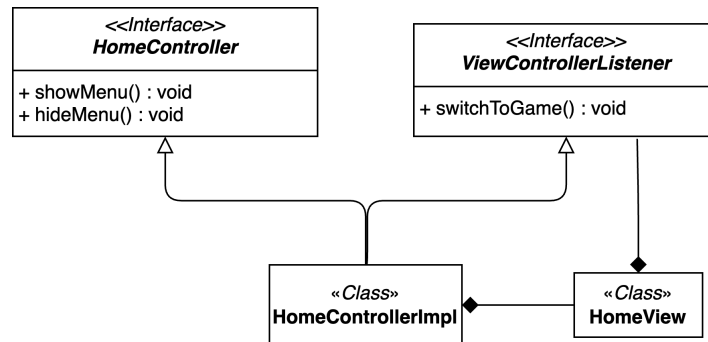 <<Interface>>
HomeController
+ showMenu() : void
+ hideMenu() : void
<<Interface>>
ViewControllerListener
+ switchToGame() : void
«Class»
HomeControllerImpl
«Class»
HomeView